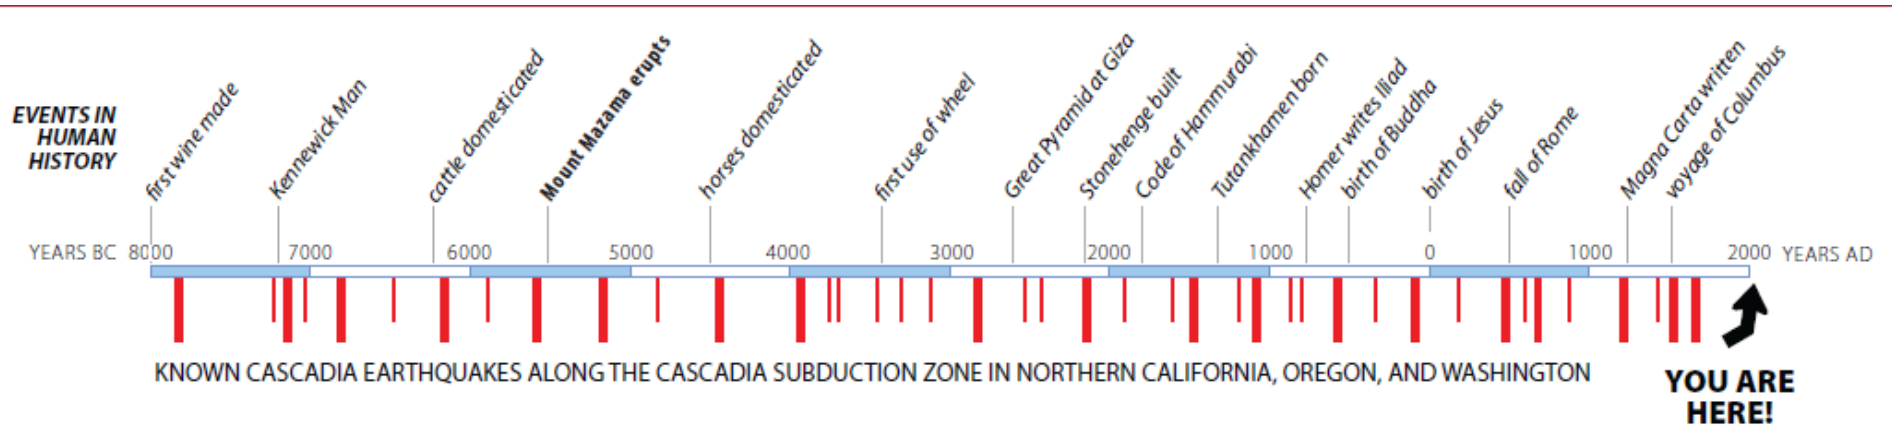 EVENTS IN
HUMAN
HISTORY
first wine made
Kennewick Man
cattle domesticated
Mount Mazama erupts
horses domesticated
first use of wheel
Great Pyramid at Giza
Stonehenge built
Code of Hammurabi
Tutankhamen born
Homer writes Iliad
birth of Buddha
birth of Jesus
fall of Rome
Magna Carta written
voyage of Columbus
YEARS BC 8000 7000 6000 5000 4000 3000 2000 1000 0 1000 2000 YEARS AD
KNOWN CASCADIA EARTHQUAKES ALONG THE CASCADIA SUBDUCTION ZONE IN NORTHERN CALIFORNIA, OREGON, AND WASHINGTON
YOU ARE
HERE!